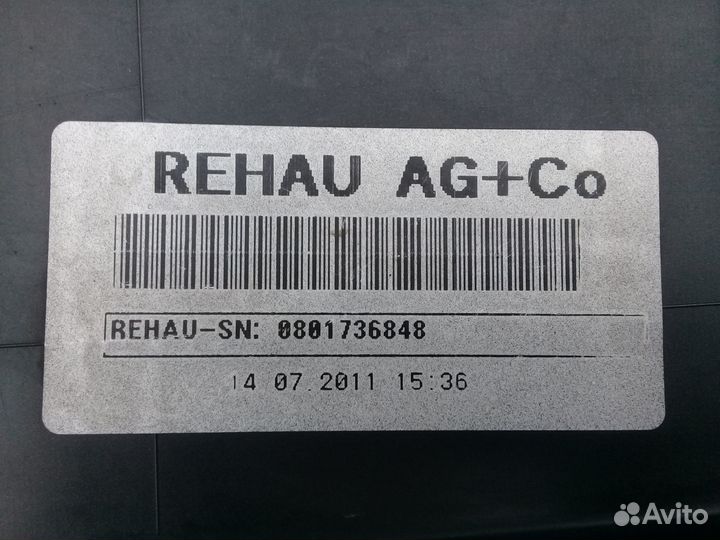 REHAU AG+Co
REHAU-SN: 0801736848
14 07.2011 15:36
Avito